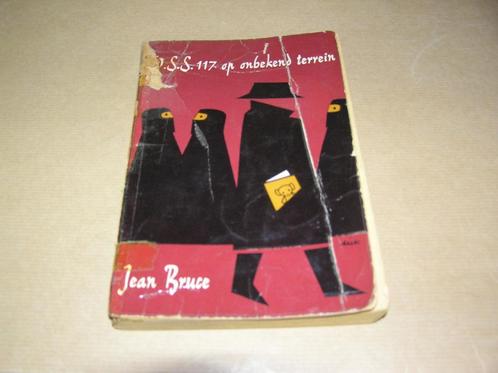 O.S.S. 117 op onbekend terrein
Jean Bruce